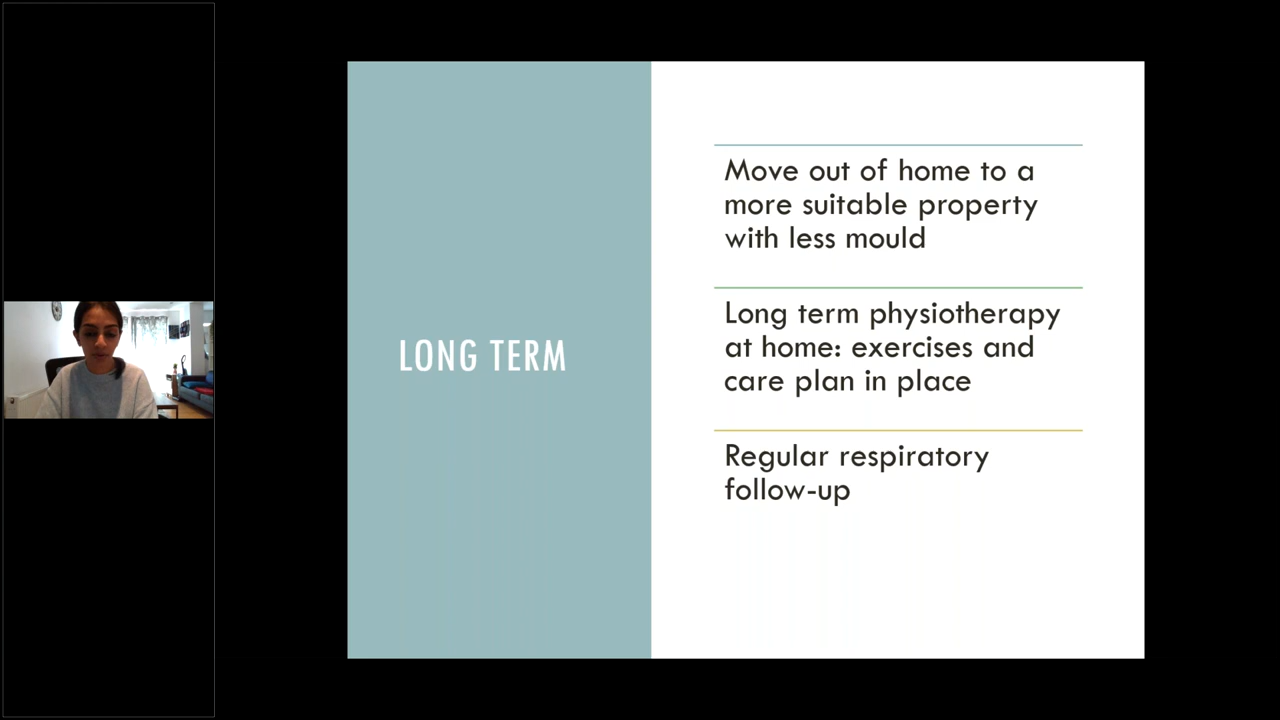 LONG TERM
Move out of home to a
more suitable property
with less mould
Long term physiotherapy
at home: exercises and
care plan in place
Regular respiratory
follow-up